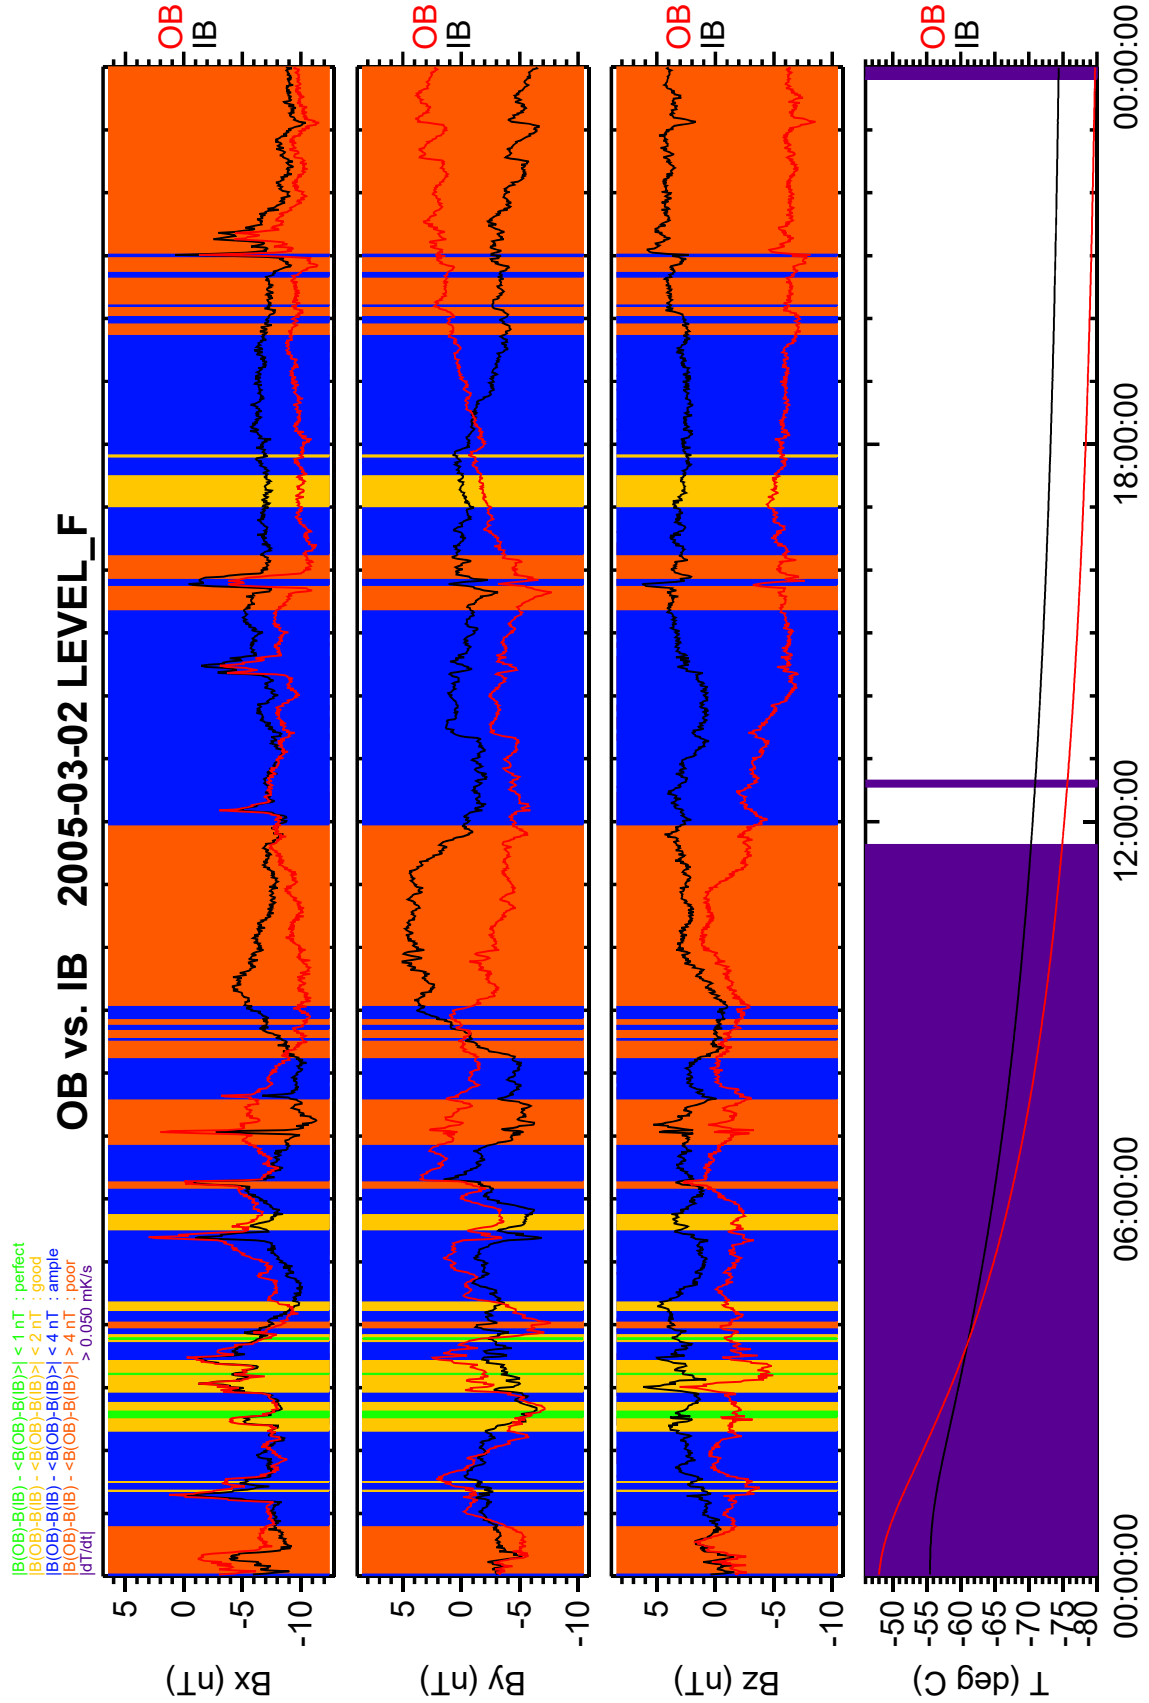 OB vs. IB 2005-03-02 LEVEL_F
|B(OB)-B(IB) - <B(OB)-B(IB)>| < 1 nT : perfect
|B(OB)-B(IB) - <B(OB)-B(IB)>| < 2 nT : good
|B(OB)-B(IB) - <B(OB)-B(IB)>| < 4 nT : ample
|B(OB)-B(IB) - <B(OB)-B(IB)>| > 4 nT : poor
|dT/dt| > 0.050 mK/s
Bx (nT)
5
0
-5
-10
OB
IB
By (nT)
5
0
-5
-10
OB
IB
Bz (nT)
5
0
-5
-10
OB
IB
T (deg C)
-50
-55
-60
-65
-70
-75
-80
OB
IB
00:00:00 06:00:00 12:00:00 18:00:00 00:00:00